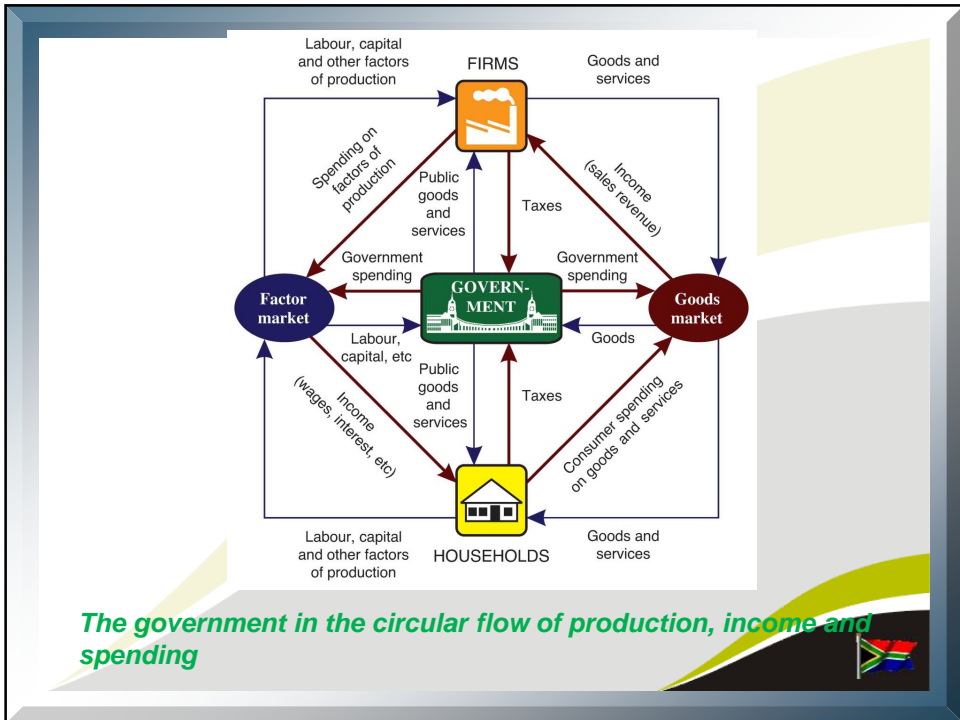 Labour, capital
and other factors
of production
FIRMS
Goods and
services
Spending on
factors of
production
Public
goods
and
services
Taxes
Income
(sales revenue)
Government
spending
Government
spending
Factor
market
GOVERN-
MENT
Goods
market
Labour,
capital, etc
Goods
Income
(wages, interest, etc)
Public
goods
and
services
Taxes
Consumer spending
on goods and services
Labour, capital
and other factors
of production
HOUSEHOLDS
Goods and
services
The government in the circular flow of production, income and
spending